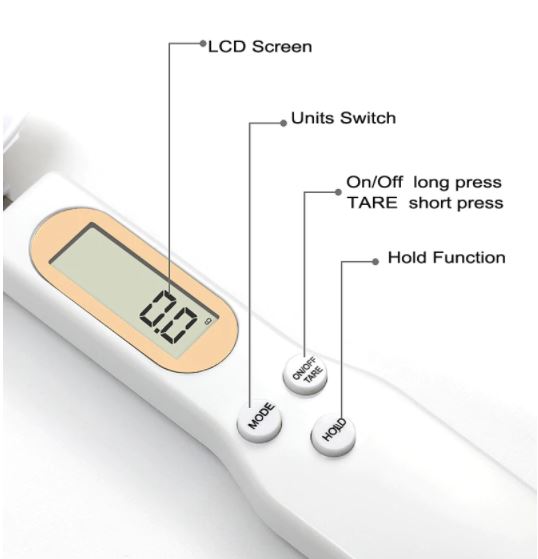 LCD Screen
Units Switch
On/Off long press
TARE short press
Hold Function
0.0
ON/OFF
TARE
MODE
HOLD